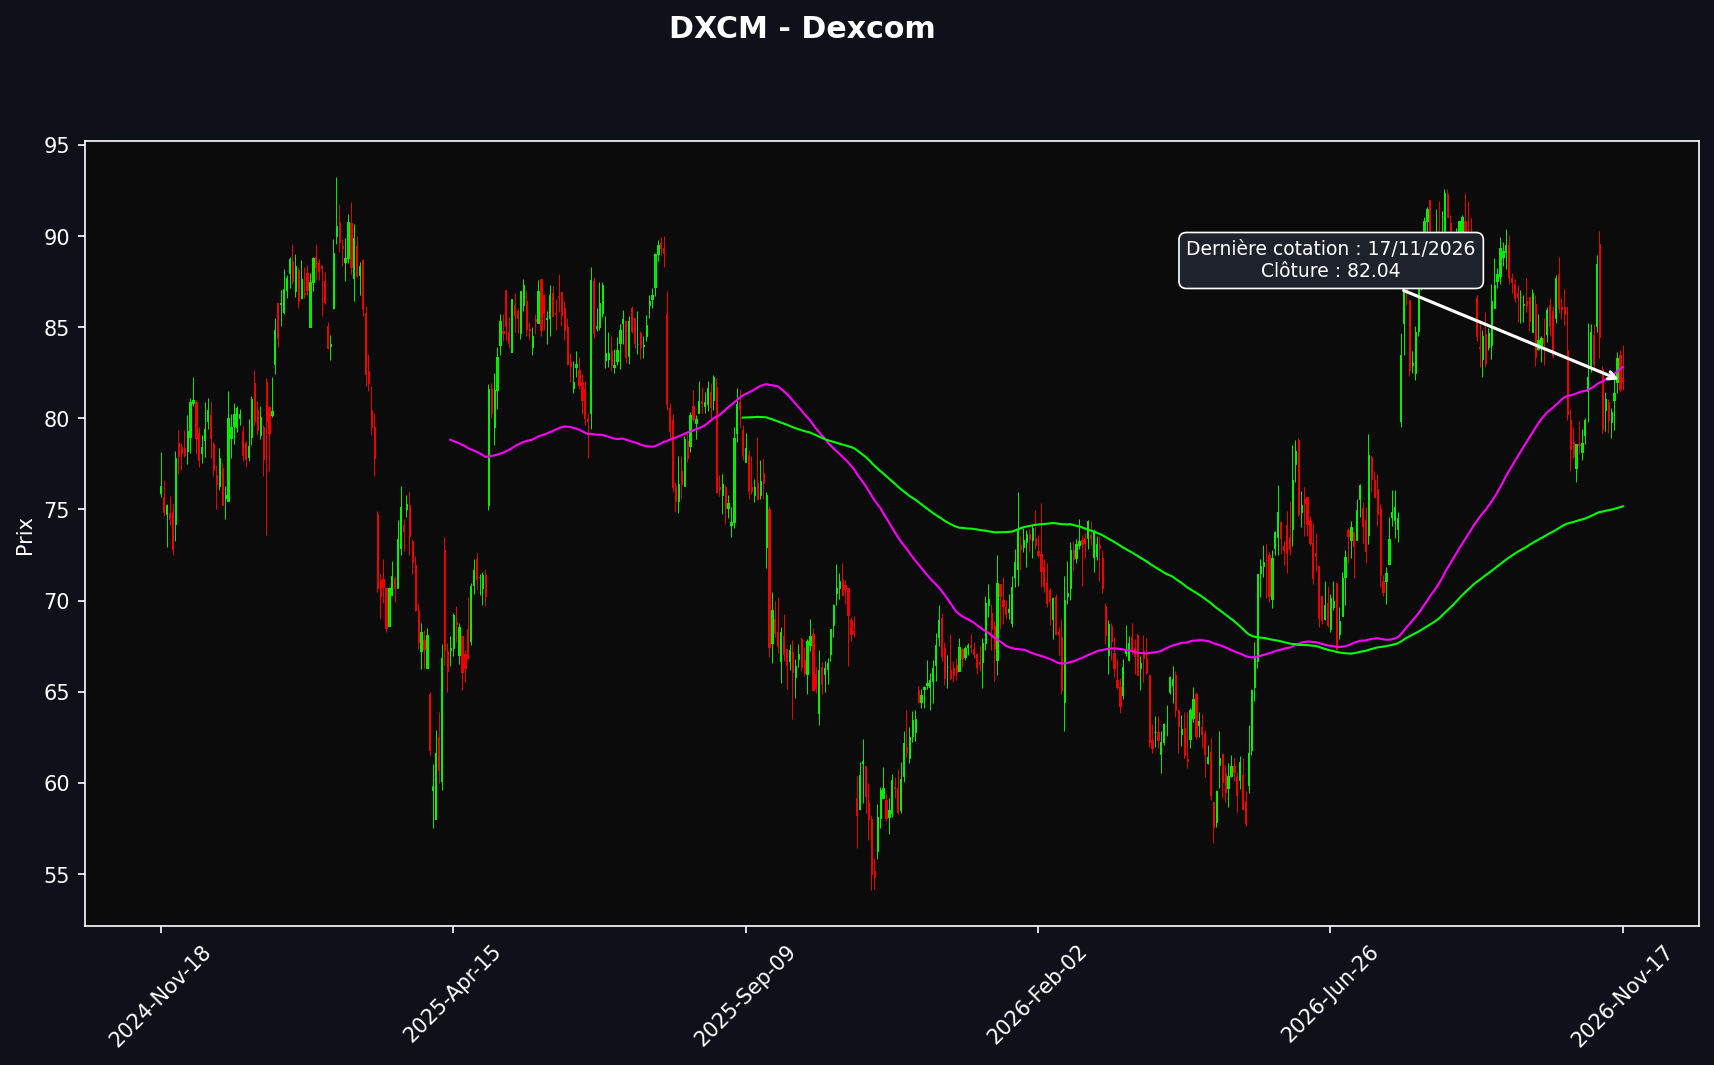 DXCM - Dexcom
95
90
85
80
75
70
65
60
55
Prix
Dernière cotation : 17/11/2026
Clôture : 82.04
2024-Nov-18
2025-Apr-15
2025-Sep-09
2026-Feb-02
2026-Jun-26
2026-Nov-17